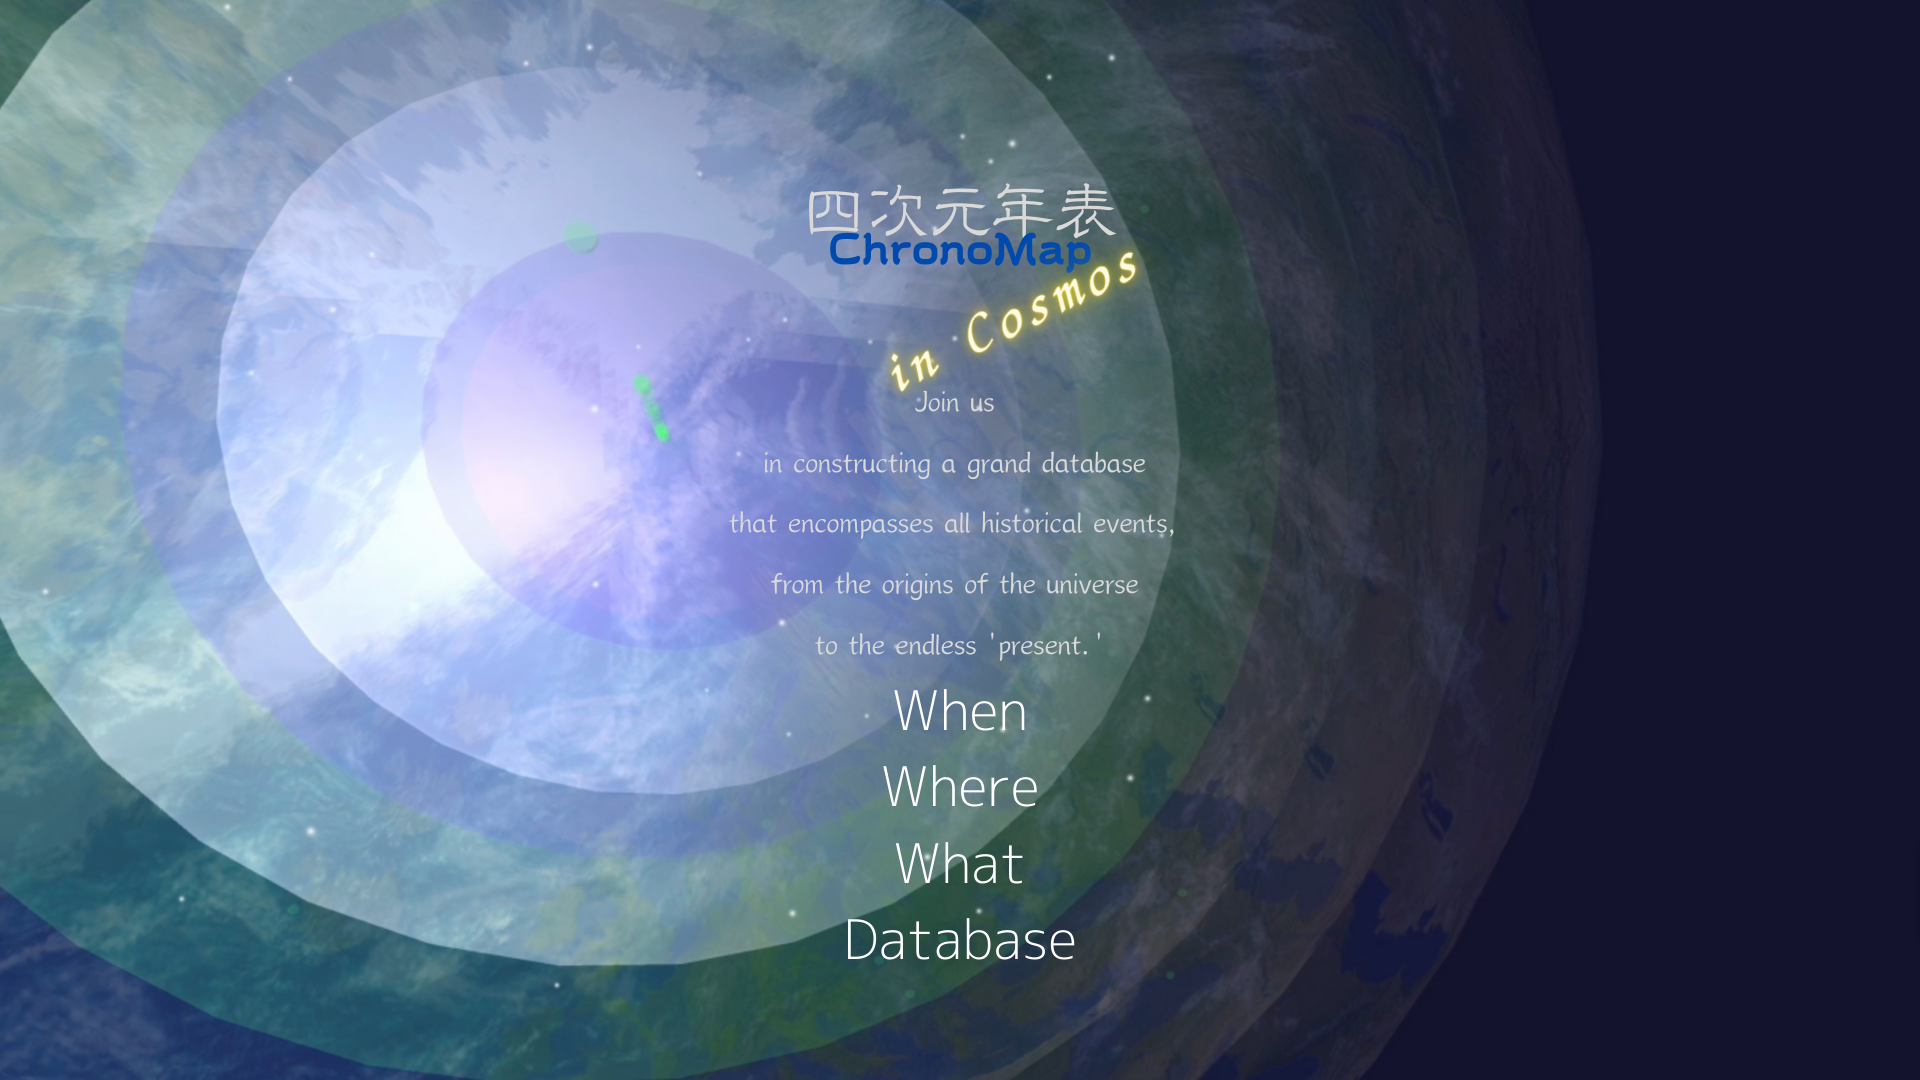 四次元年表
ChronoMap
in Cosmos
Join us
in constructing a grand database
that encompasses all historical events,
from the origins of the universe
to the endless 'present.'
When
Where
What
Database